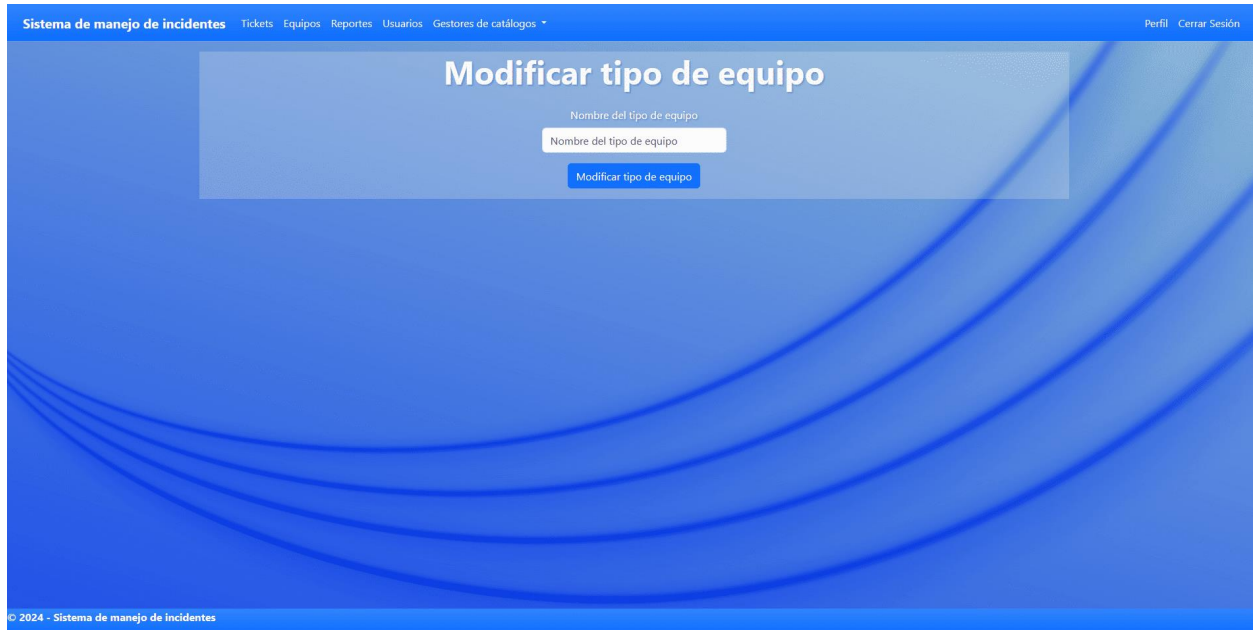 Sistema de manejo de incidentes Tickets Equipos Reportes Usuarios Gestores de catálogos Perfil Cerrar Sesión
Modificar tipo de equipo
Nombre del tipo de equipo
Nombre del tipo de equipo
Modificar tipo de equipo
© 2024 - Sistema de manejo de incidentes